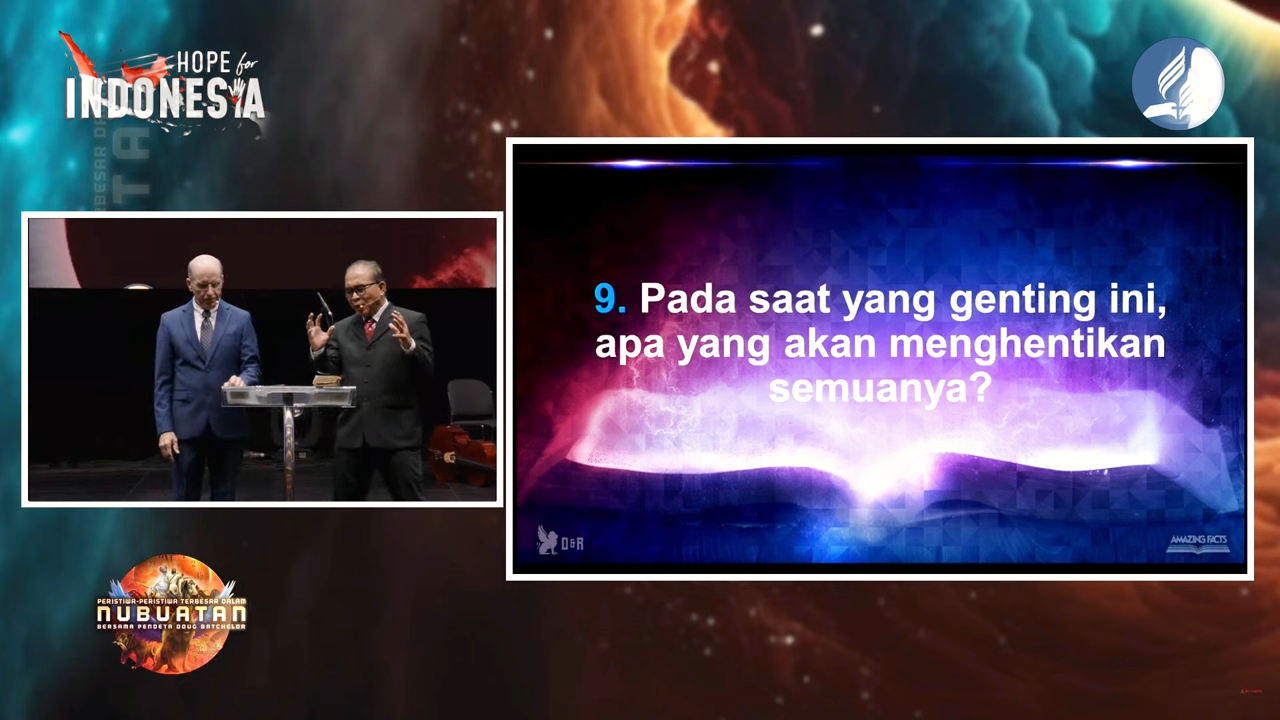 HOPE for
INDONESIA
9. Pada saat yang genting ini,
apa yang akan menghentikan
semuanya?
D&R
AMAZING FACTS
PERISTIWA-PERISTIWA TERBESAR DALAM
NUBUATAN
BERSAMA PENDETA DOUG BATCHELOR